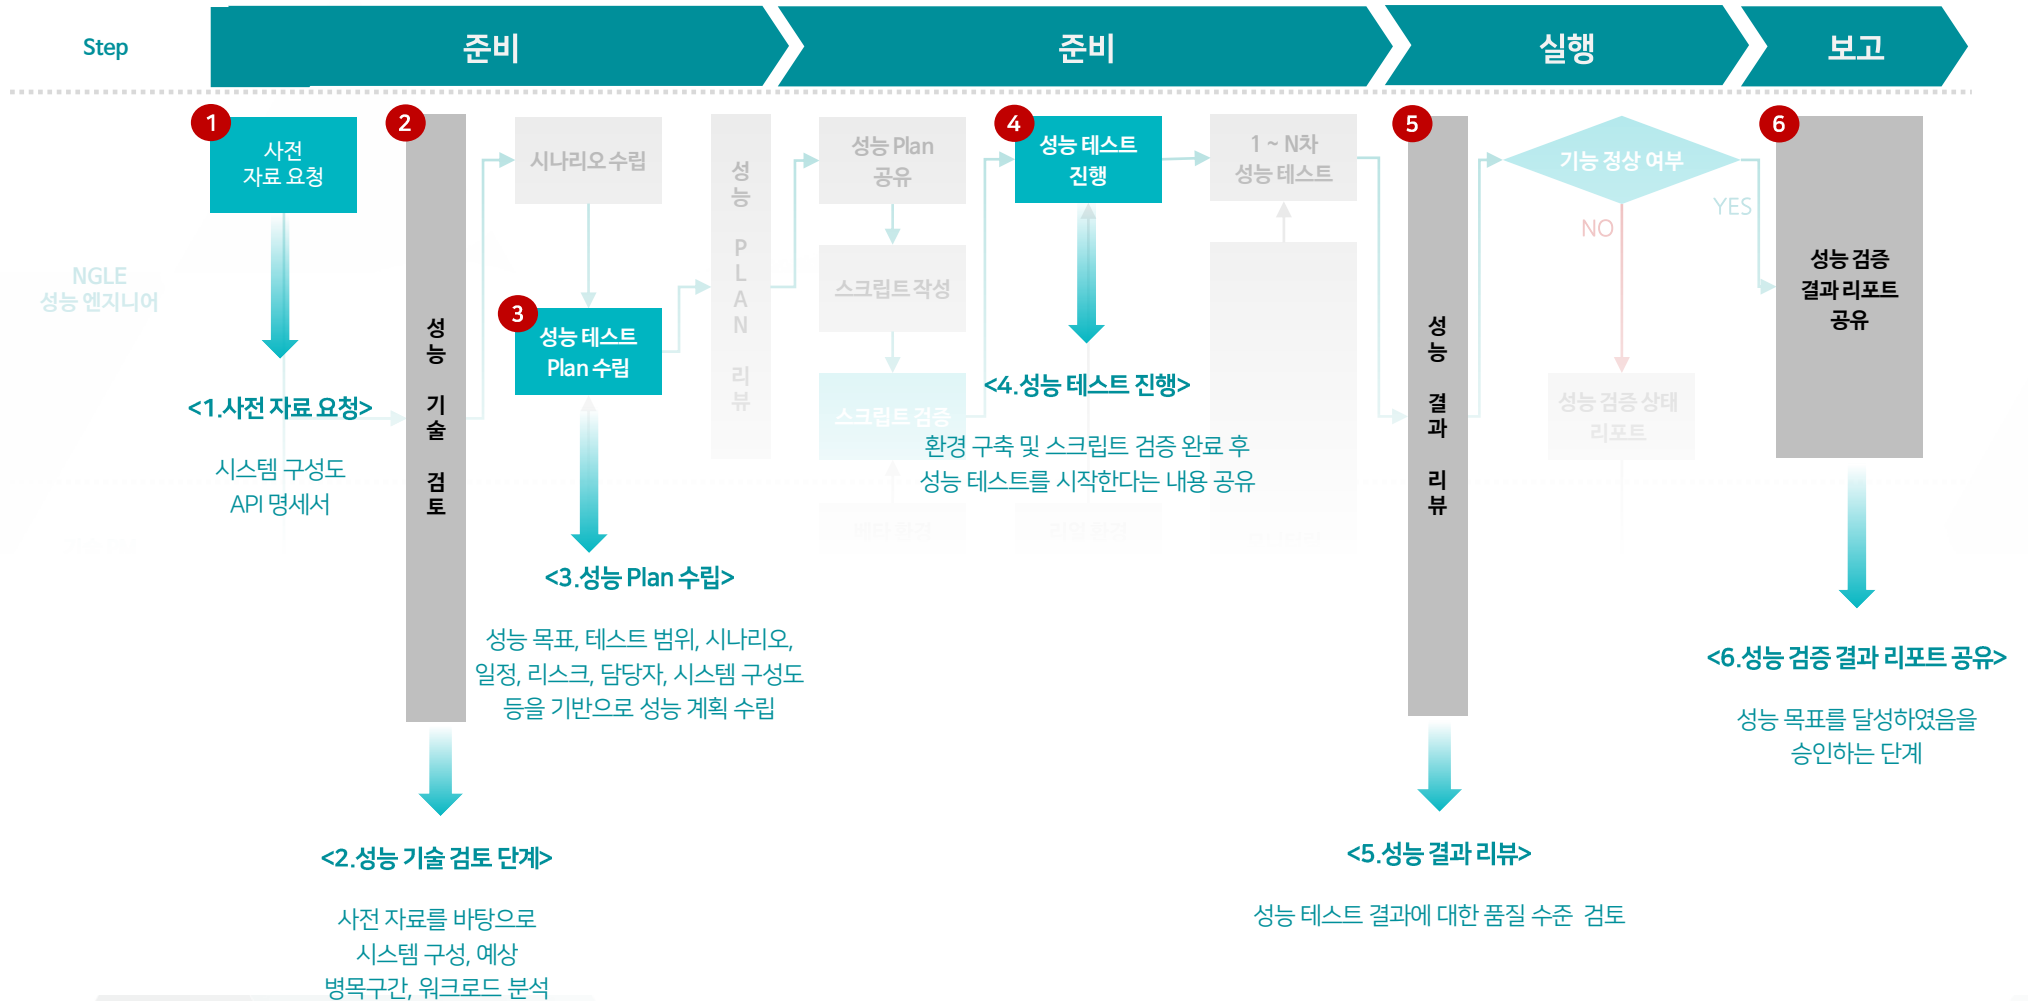 Step
준비
준비
실행
보고
1
사전
자료 요청
2
성능 기술 검토
시나리오 수립
3
성능 테스트
Plan 수립
성능 PLAN 리뷰
성능 Plan
공유
스크립트 작성
스크립트 검증
베타 환경
4
성능 테스트
진행
리얼 환경
1 ~ N차
성능 테스트
5
성능 결과 리뷰
기능 정상 여부
YES
NO
성능 검증 상태
리포트
6
성능 검증
결과 리포트
공유
NGLE
성능 엔지니어
<1.사전 자료 요청>
시스템 구성도
API 명세서
<4.성능 테스트 진행>
환경 구축 및 스크립트 검증 완료 후
성능 테스트를 시작한다는 내용 공유
<3.성능 Plan 수립>
성능 목표, 테스트 범위, 시나리오,
일정, 리스크, 담당자, 시스템 구성도
등을 기반으로 성능 계획 수립
<6.성능 검증 결과 리포트 공유>
성능 목표를 달성하였음을
승인하는 단계
<2.성능 기술 검토 단계>
사전 자료를 바탕으로
시스템 구성, 예상
병목구간, 워크로드 분석
<5.성능 결과 리뷰>
성능 테스트 결과에 대한 품질 수준 검토